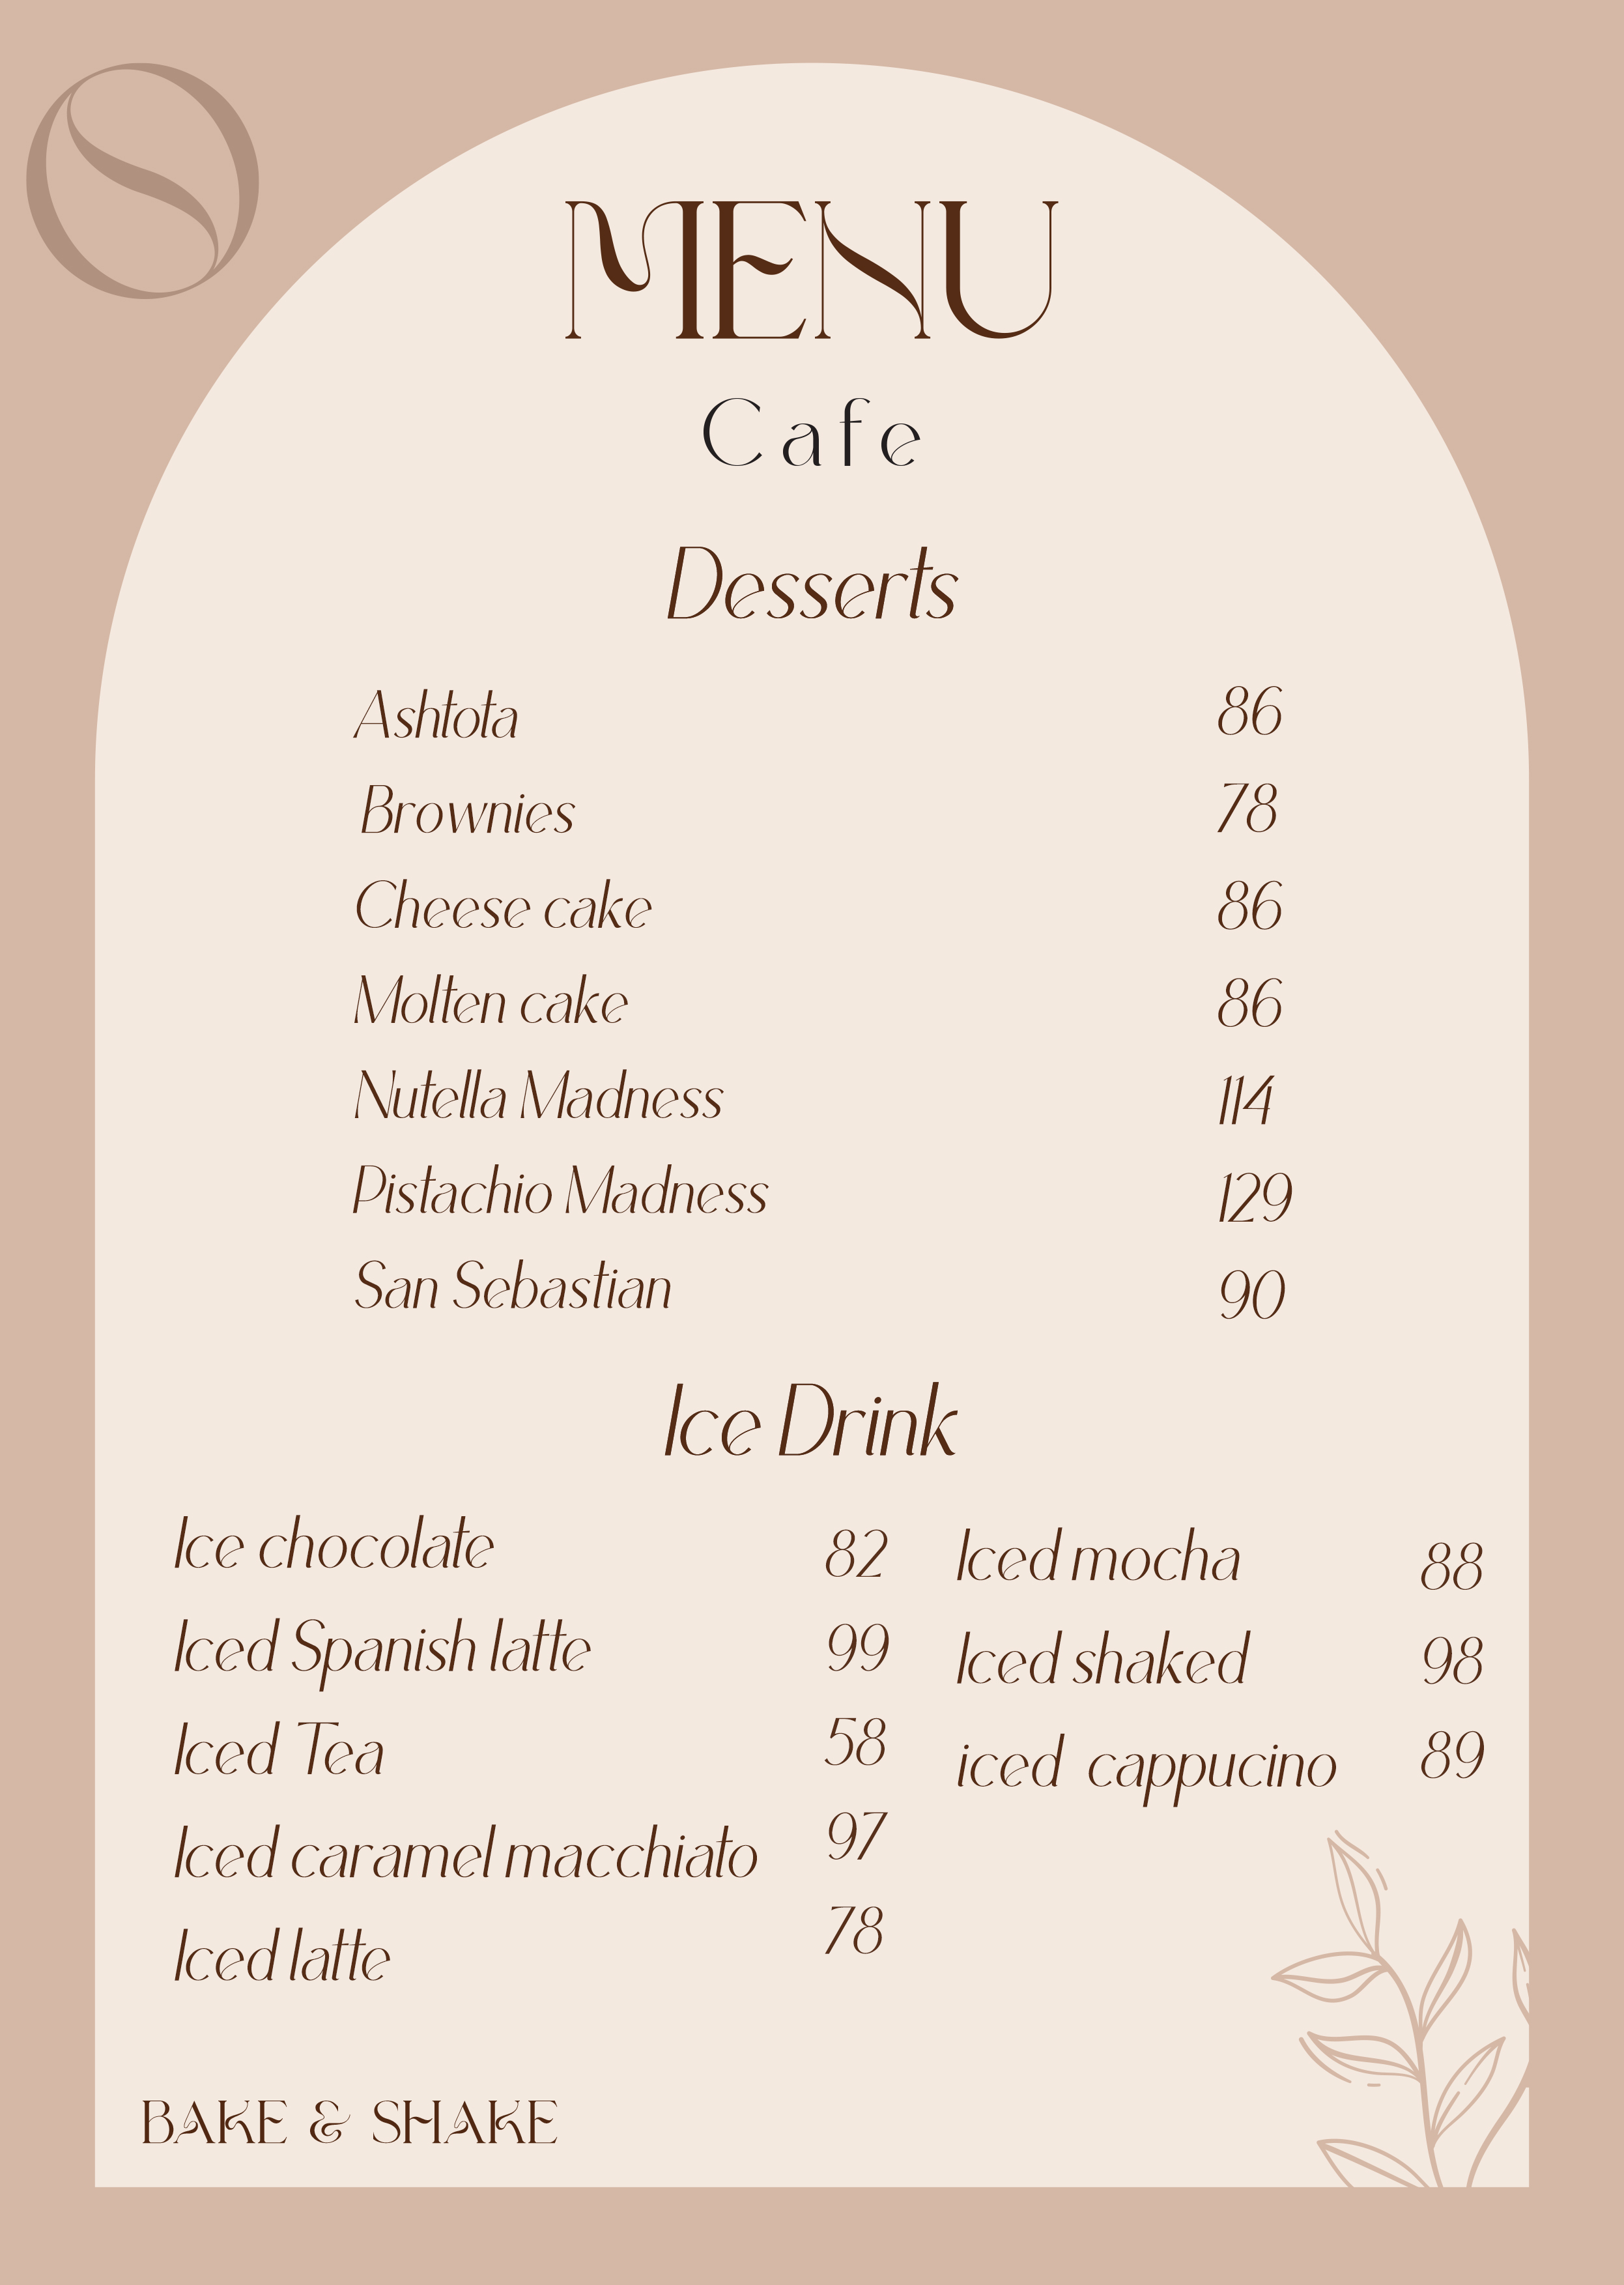 MENU
Cafe
Desserts
Ashtota 86
Brownies 78
Cheese cake 86
Molten cake 86
Nutella Madness 114
Pistachio Madness 129
San Sebastian 90
Ice Drink
Ice chocolate 82
Iced Spanish latte 99
Iced Tea 58
Iced caramel macchiato 97
Iced latte 78
Iced mocha 88
Iced shaked 98
iced cappucino 89
BAKE & SHAKE